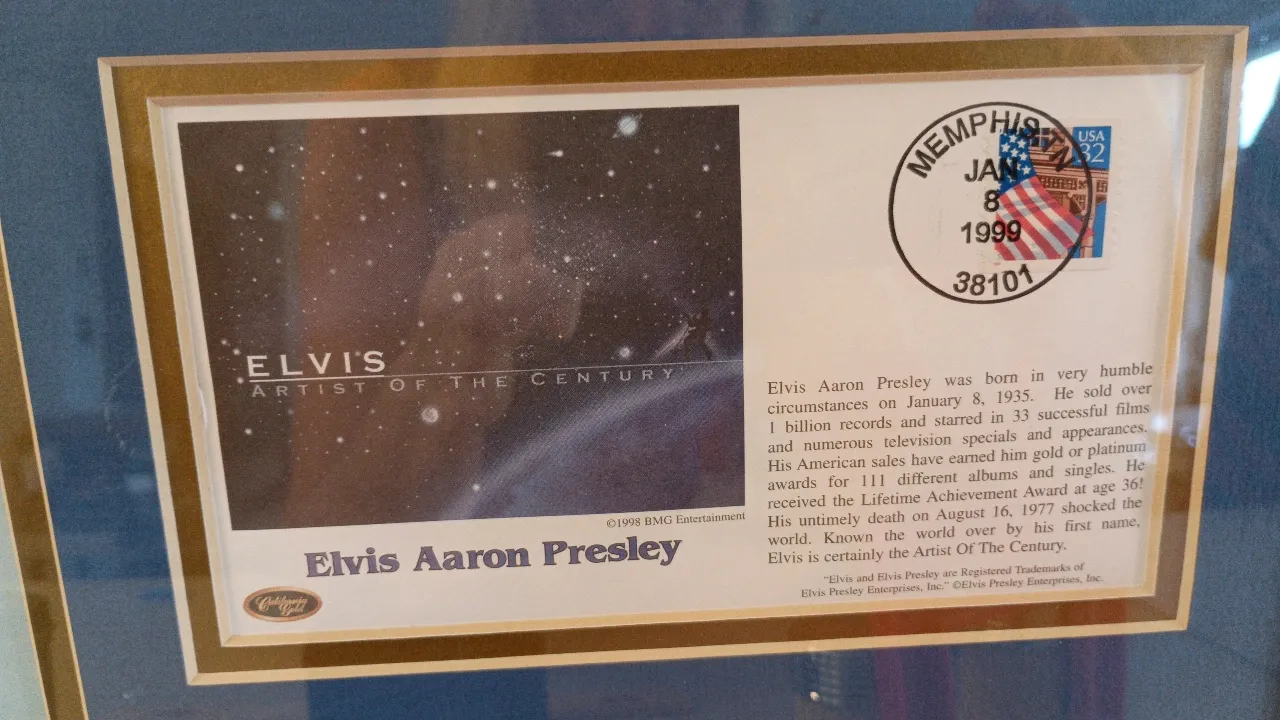 ELVIS
ARTIST OF THE CENTURY
©1998 BMG Entertainment
Elvis Aaron Presley
California
Gold
MEMPHIS, TN
JAN
8
1999
38101
USA
32
Elvis Aaron Presley was born in very humble
circumstances on January 8, 1935. He sold over
1 billion records and starred in 33 successful films
and numerous television specials and appearances.
His American sales have earned him gold or platinum
awards for 111 different albums and singles. He
received the Lifetime Achievement Award at age 36!
His untimely death on August 16, 1977 shocked the
world. Known the world over by his first name,
Elvis is certainly the Artist Of The Century.
"Elvis and Elvis Presley are Registered Trademarks of
Elvis Presley Enterprises, Inc." ©Elvis Presley Enterprises, Inc.